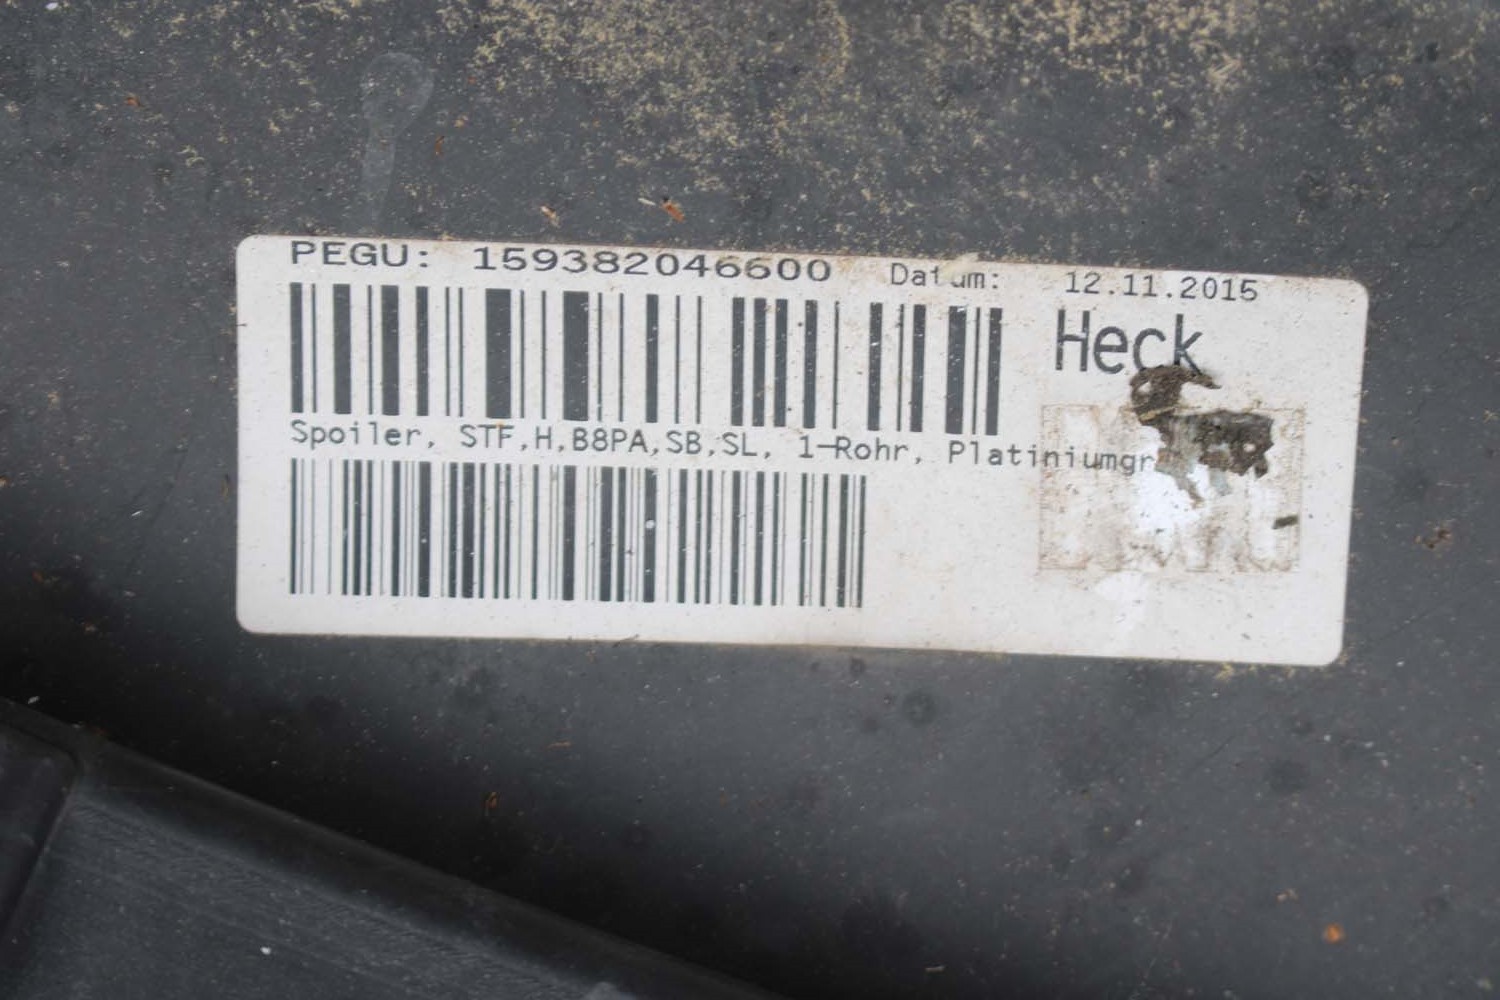 PEGU: 159382046600 Datum: 12.11.2015
Heck
Spoiler, STF,H,B8PA,SB,SL, 1-Rohr,